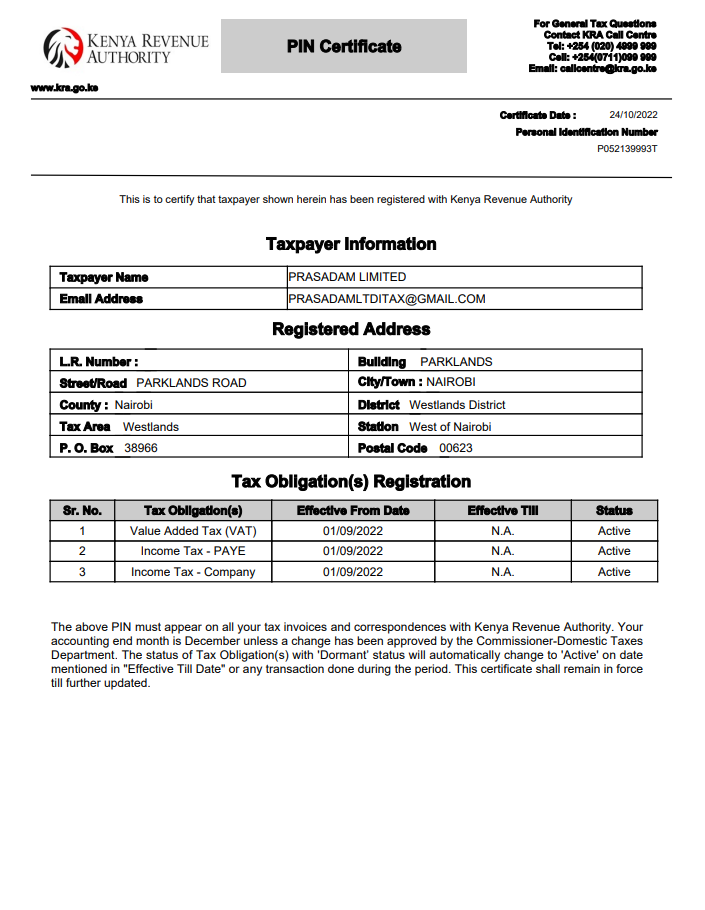 KENYA REVENUE
AUTHORITY
www.kra.go.ke
PIN Certificate
For General Tax Questions
Contact KRA Call Centre
Tel: +254 (020) 4999 999
Cell: +254(0711)099 999
Email: callcentre@kra.go.ke
Certificate Date : 24/10/2022
Personal Identification Number
P052139993T
This is to certify that taxpayer shown herein has been registered with Kenya Revenue Authority
Taxpayer Information
Taxpayer Name PRASADAM LIMITED
Email Address PRASADAMLTDITAX@GMAIL.COM
Registered Address
L.R. Number : Building PARKLANDS
Street/Road PARKLANDS ROAD City/Town : NAIROBI
County : Nairobi District Westlands District
Tax Area Westlands Station West of Nairobi
P. O. Box 38966 Postal Code 00623
Tax Obligation(s) Registration
Sr. No. Tax Obligation(s) Effective From Date Effective Till Status
1 Value Added Tax (VAT) 01/09/2022 N.A. Active
2 Income Tax - PAYE 01/09/2022 N.A. Active
3 Income Tax - Company 01/09/2022 N.A. Active
The above PIN must appear on all your tax invoices and correspondences with Kenya Revenue Authority. Your
accounting end month is December unless a change has been approved by the Commissioner-Domestic Taxes
Department. The status of Tax Obligation(s) with 'Dormant' status will automatically change to 'Active' on date
mentioned in "Effective Till Date" or any transaction done during the period. This certificate shall remain in force
till further updated.